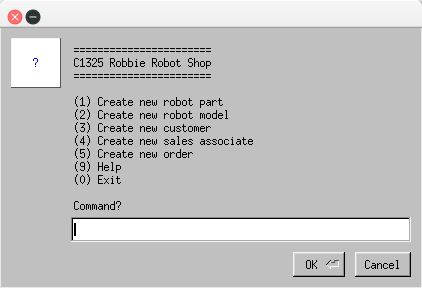 ?
======================
C1325 Robbie Robot Shop
======================
(1) Create new robot part
(2) Create new robot model
(3) Create new customer
(4) Create new sales associate
(5) Create new order
(9) Help
(0) Exit
Command?
OK Cancel